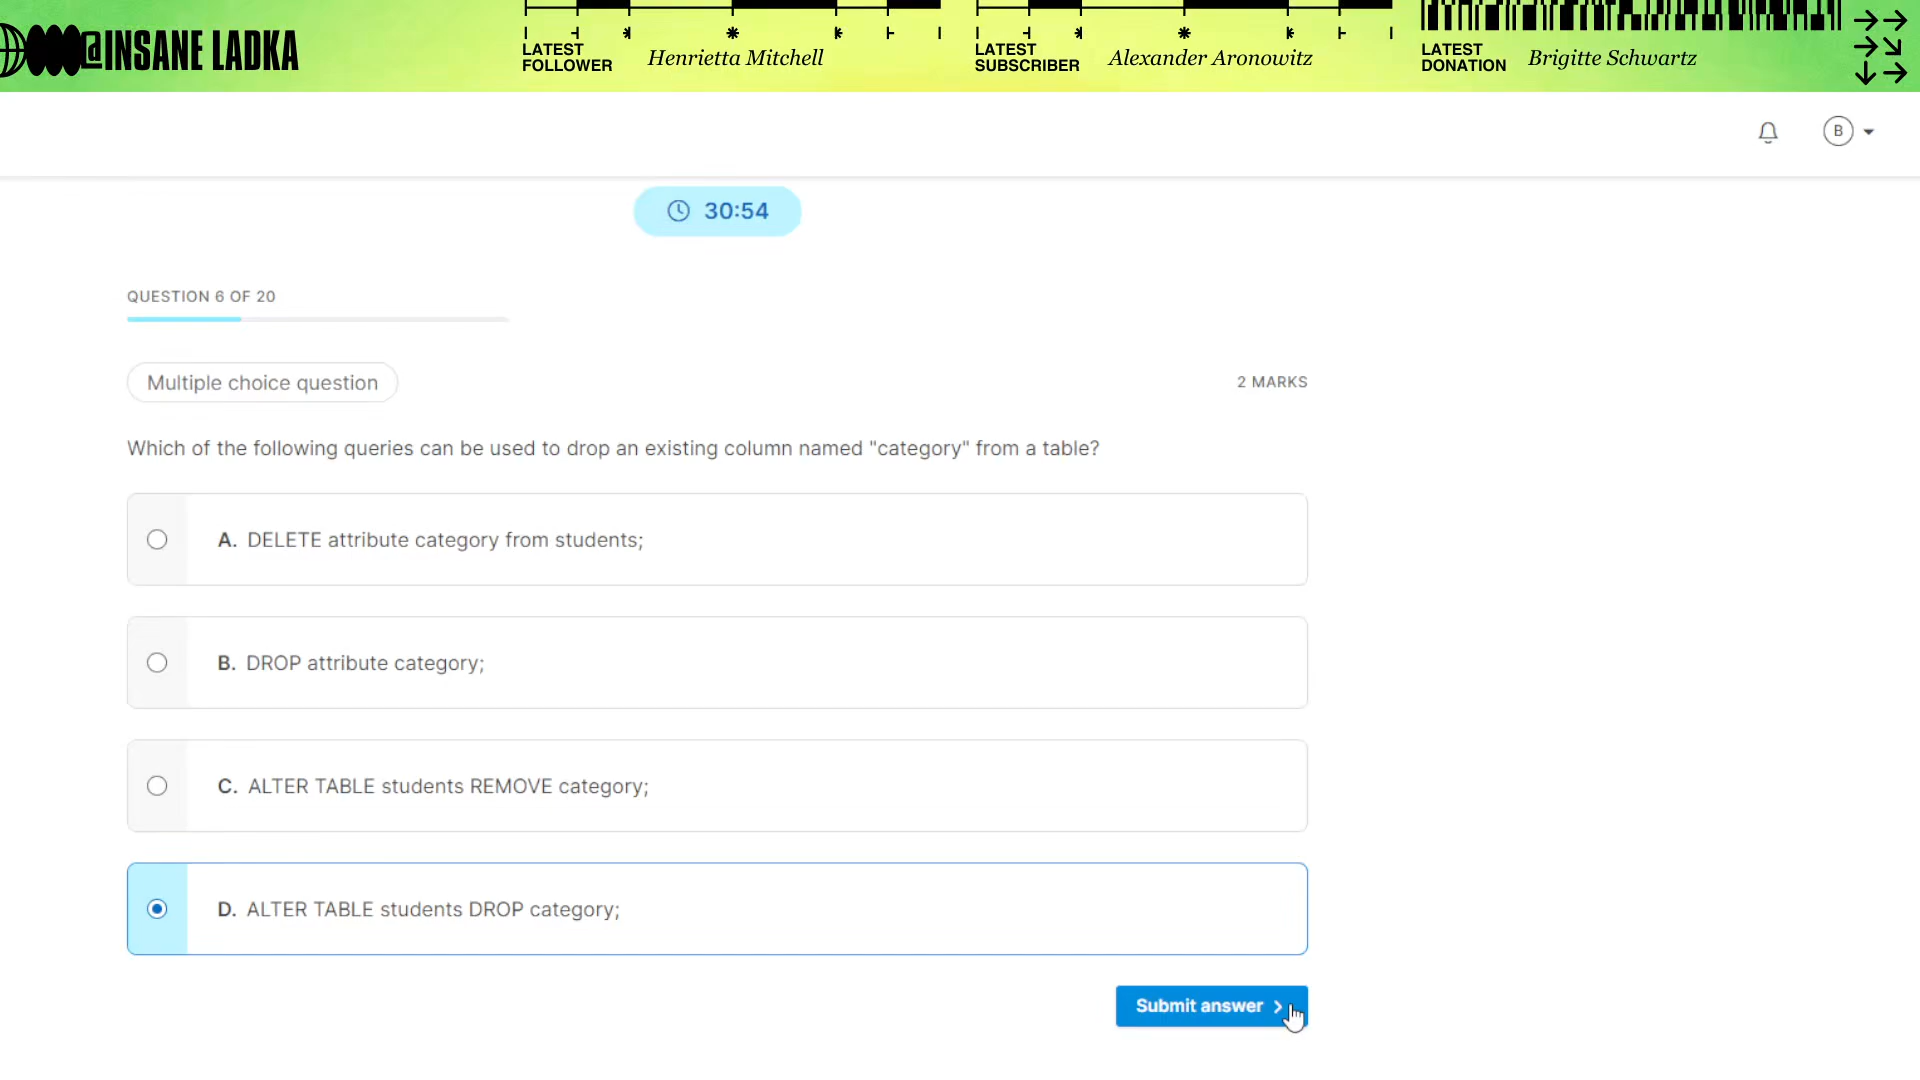 @INSANE LADKA
LATEST
FOLLOWER
Henrietta Mitchell
LATEST
SUBSCRIBER
Alexander Aronowitz
LATEST
DONATION
Brigitte Schwartz
B
30:54
QUESTION 6 OF 20
Multiple choice question
2 MARKS
Which of the following queries can be used to drop an existing column named "category" from a table?
A. DELETE attribute category from students;
B. DROP attribute category;
C. ALTER TABLE students REMOVE category;
D. ALTER TABLE students DROP category;
Submit answer